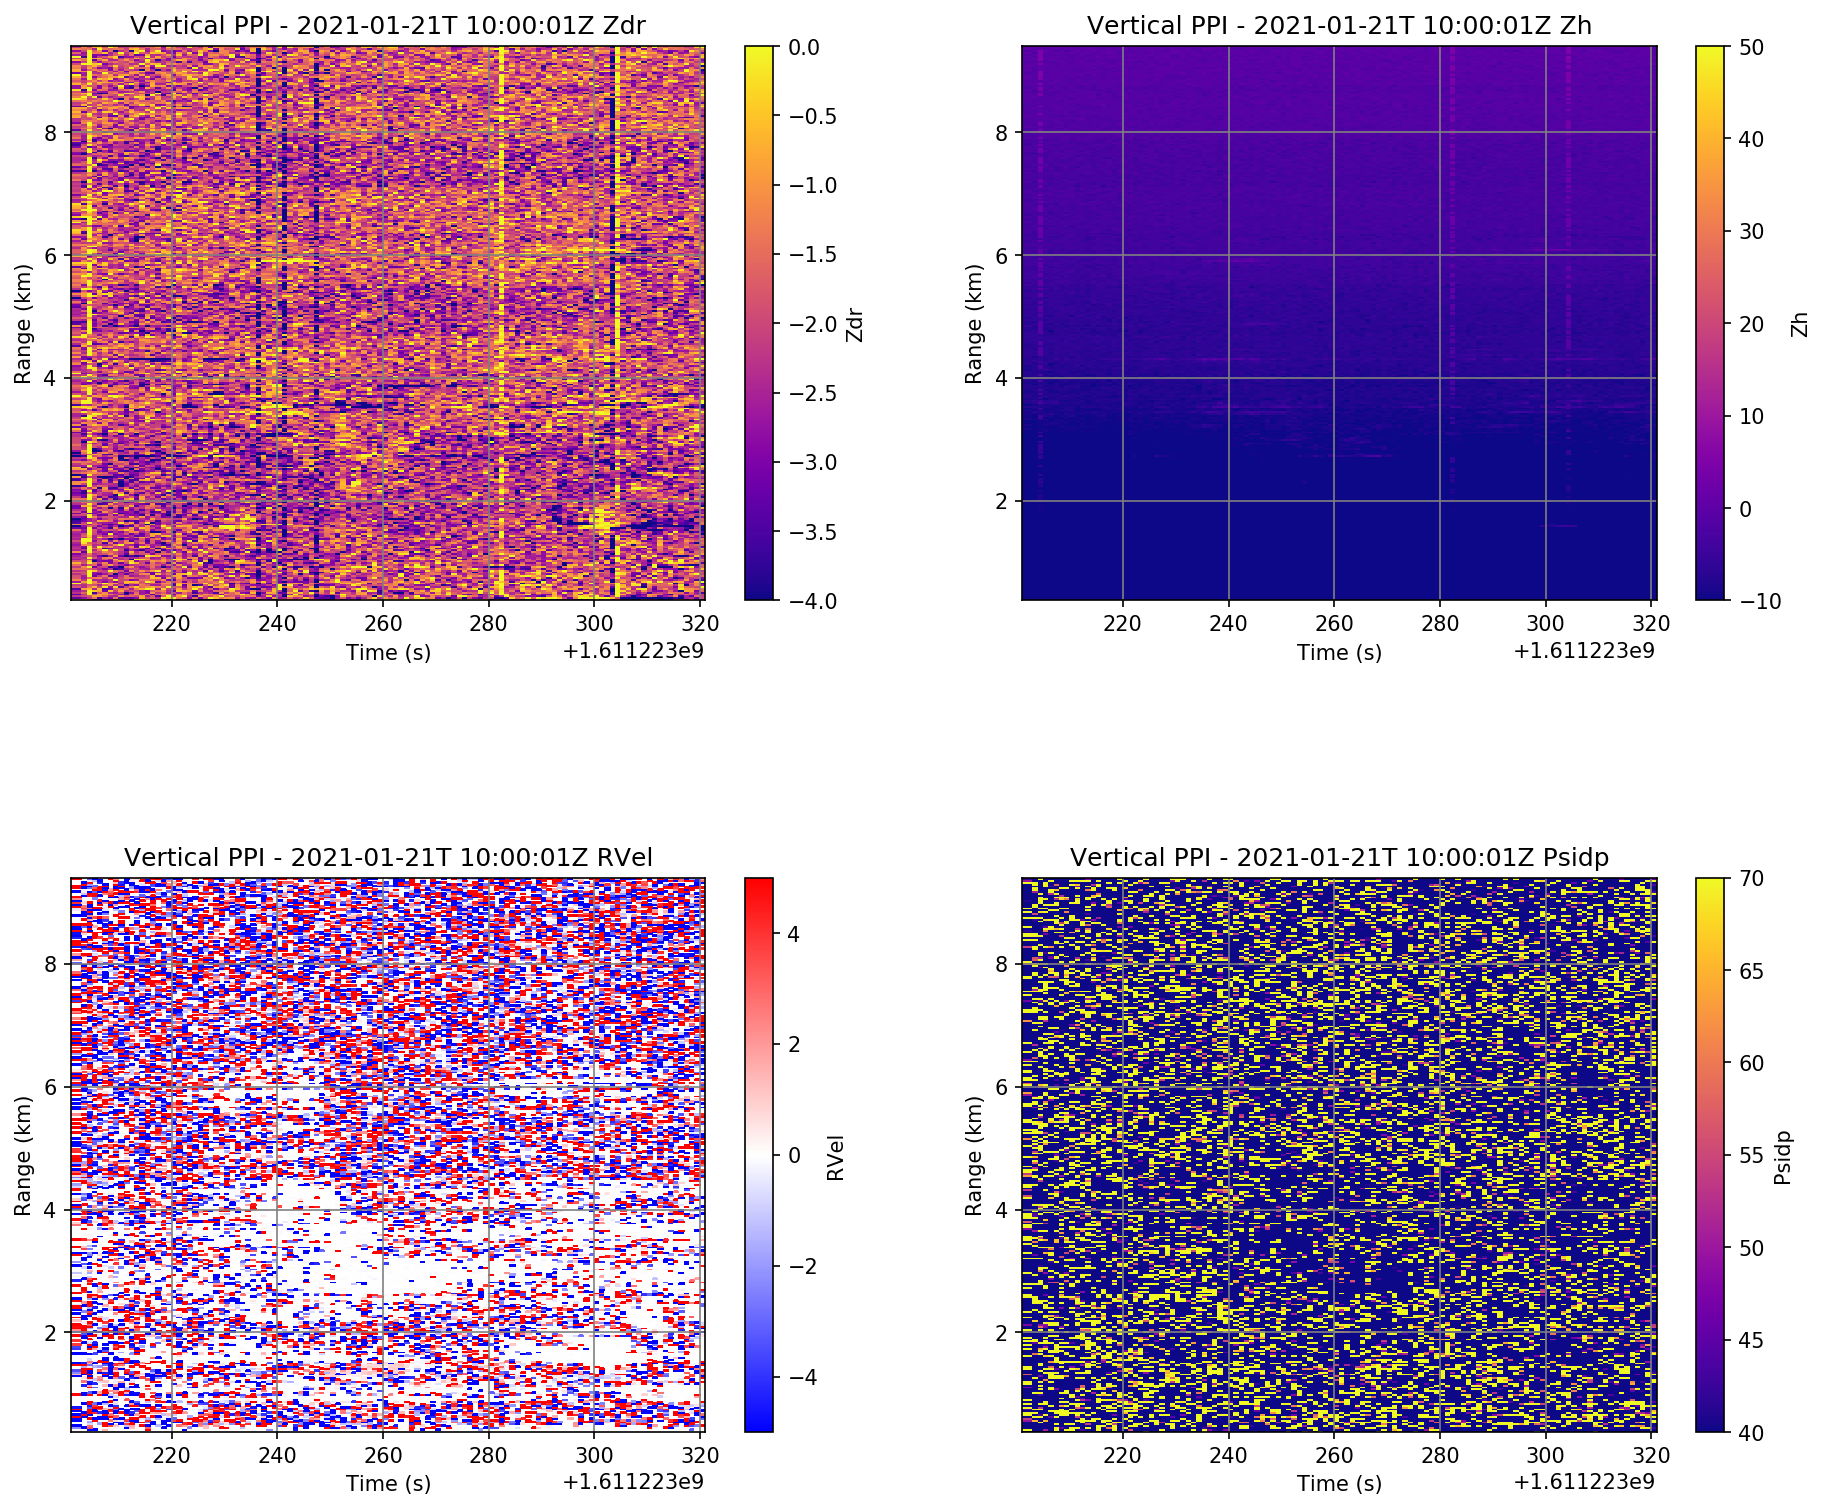 Vertical PPI - 2021-01-21T 10:00:01Z Zdr
8
6
4
2
Range (km)
220 240 260 280 300 320
Time (s)
+1.611223e9
0.0
−0.5
−1.0
−1.5
−2.0
−2.5
−3.0
−3.5
−4.0
Zdr
Vertical PPI - 2021-01-21T 10:00:01Z Zh
8
6
4
2
Range (km)
220 240 260 280 300 320
Time (s)
+1.611223e9
50
40
30
20
10
0
−10
Zh
Vertical PPI - 2021-01-21T 10:00:01Z RVel
8
6
4
2
Range (km)
220 240 260 280 300 320
Time (s)
+1.611223e9
4
2
0
−2
−4
RVel
Vertical PPI - 2021-01-21T 10:00:01Z Psidp
8
6
4
2
Range (km)
220 240 260 280 300 320
Time (s)
+1.611223e9
70
65
60
55
50
45
40
Psidp